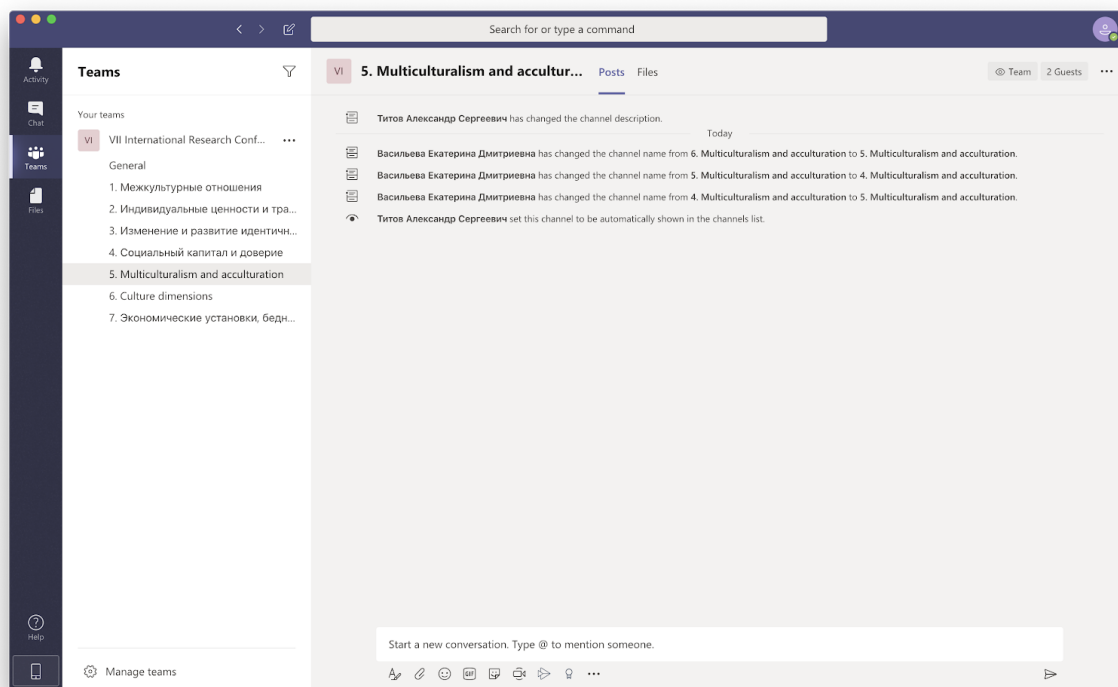 Search for or type a command
Activity
Chat
Teams
Files
Help
Teams
Your teams
VI VII International Research Conf...
General
1. Межкультурные отношения
2. Индивидуальные ценности и тра...
3. Изменение и развитие идентичн...
4. Социальный капитал и доверие
5. Multiculturalism and acculturation
6. Culture dimensions
7. Экономические установки, бедн...
Manage teams
VI 5. Multiculturalism and accultur... Posts Files Team 2 Guests
Титов Александр Сергеевич has changed the channel description.
Today
Васильева Екатерина Дмитриевна has changed the channel name from 6. Multiculturalism and acculturation to 5. Multiculturalism and acculturation.
Васильева Екатерина Дмитриевна has changed the channel name from 5. Multiculturalism and acculturation to 4. Multiculturalism and acculturation.
Васильева Екатерина Дмитриевна has changed the channel name from 4. Multiculturalism and acculturation to 5. Multiculturalism and acculturation.
Титов Александр Сергеевич set this channel to be automatically shown in the channels list.
Start a new conversation. Type @ to mention someone.
GIF